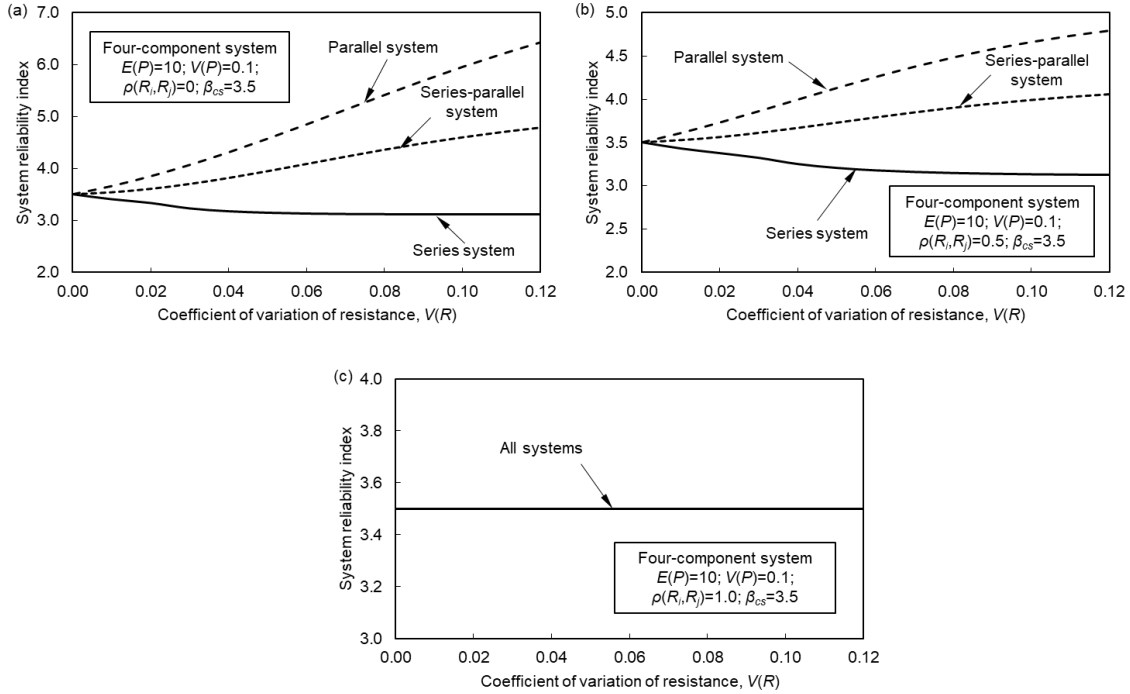 (a)
7.0
6.0
5.0
4.0
3.0
2.0
System reliability index
Four-component system
E(P)=10; V(P)=0.1;
ρ(Ri,Rj)=0; βcs=3.5
Parallel system
Series-parallel
system
Series system
0.00 0.02 0.04 0.06 0.08 0.10 0.12
Coefficient of variation of resistance, V(R)
(b)
5.0
4.5
4.0
3.5
3.0
2.5
2.0
System reliability index
Parallel system
Series-parallel
system
Series system
Four-component system
E(P)=10; V(P)=0.1;
ρ(Ri,Rj)=0.5; βcs=3.5
0.00 0.02 0.04 0.06 0.08 0.10 0.12
Coefficient of variation of resistance, V(R)
(c)
4.0
3.8
3.6
3.4
3.2
3.0
System reliability index
All systems
Four-component system
E(P)=10; V(P)=0.1;
ρ(Ri,Rj)=1.0; βcs=3.5
0.00 0.02 0.04 0.06 0.08 0.10 0.12
Coefficient of variation of resistance, V(R)